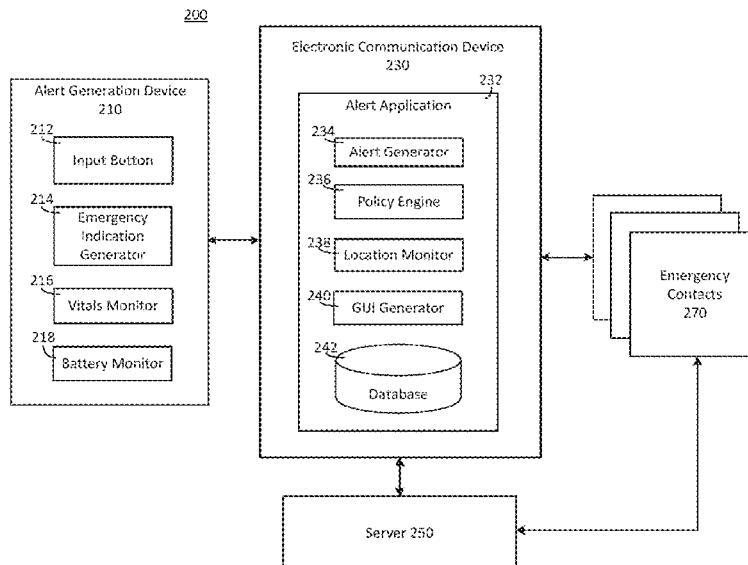 200
Alert Generation Device
210
212
Input Button
214
Emergency
Indication
Generator
216
Vitals Monitor
218
Battery Monitor
Electronic Communication Device
230
232
Alert Application
234
Alert Generator
236
Policy Engine
238
Location Monitor
240
GUI Generator
242
Database
Emergency
Contacts
270
Server 250